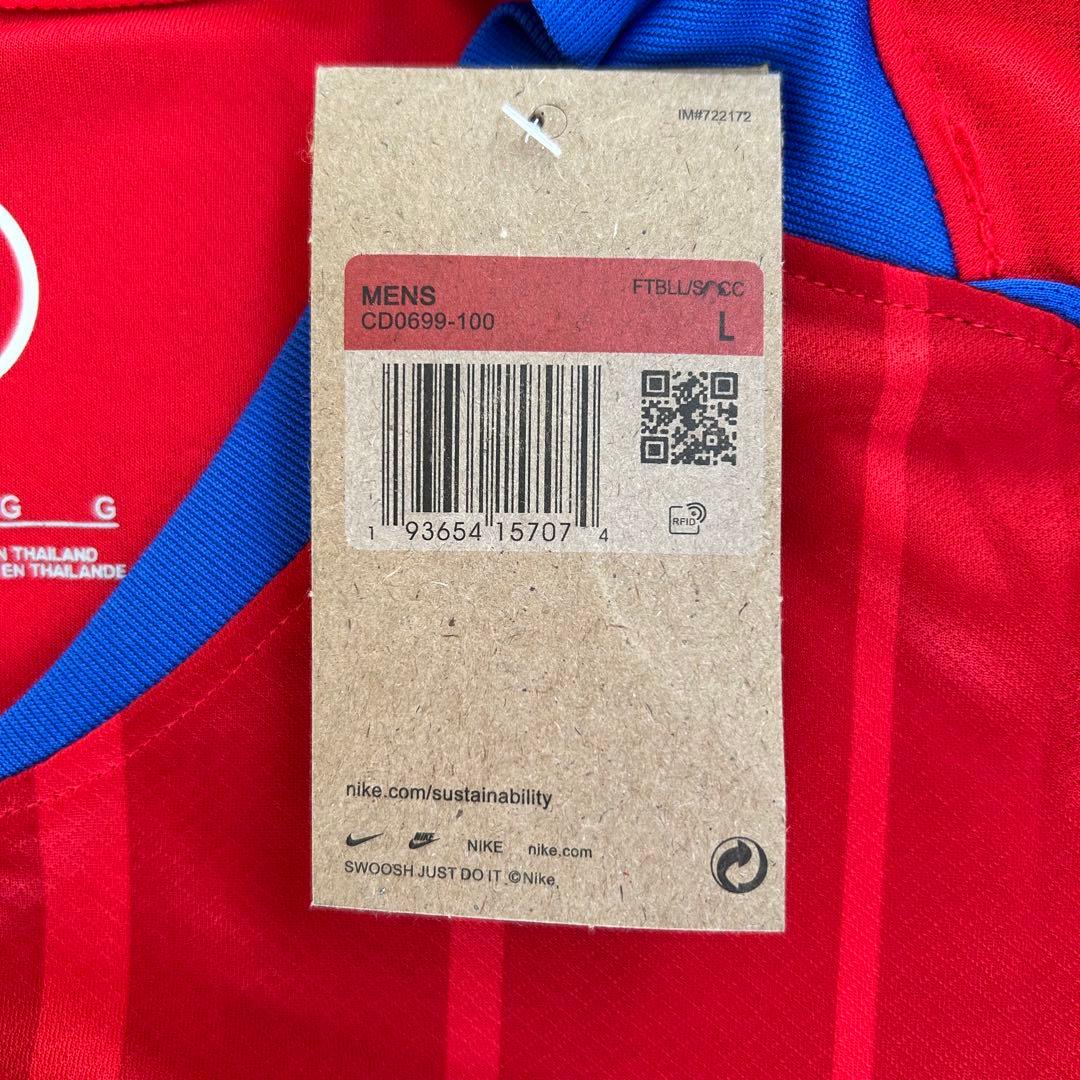 IM#722172
MENS
FTBLL/SOCC
CD0699-100
L
1 93654 15707 4
RFID
G G
N THAILAND
EN THAILANDE
nike.com/sustainability
NIKE NIKE nike.com
SWOOSH JUST DO IT ©Nike,